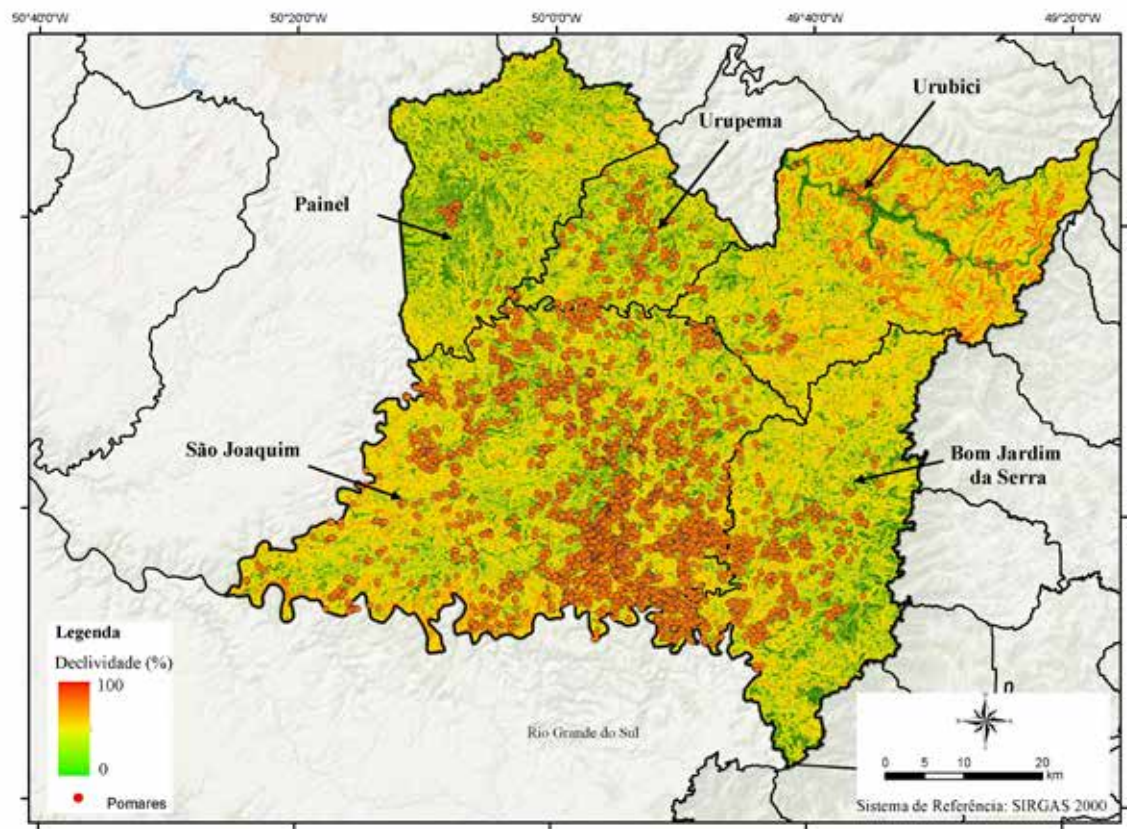 50°40'0"W
50°20'0"W
50°0'0"W
49°40'0"W
49°20'0"W
Urubici
Urupema
Painel
São Joaquim
Bom Jardim
da Serra
Legenda
Declividade (%)
100
0
Pomares
Rio Grande do Sul
0 5 10 20
km
Sistema de Referência: SIRGAS 2000